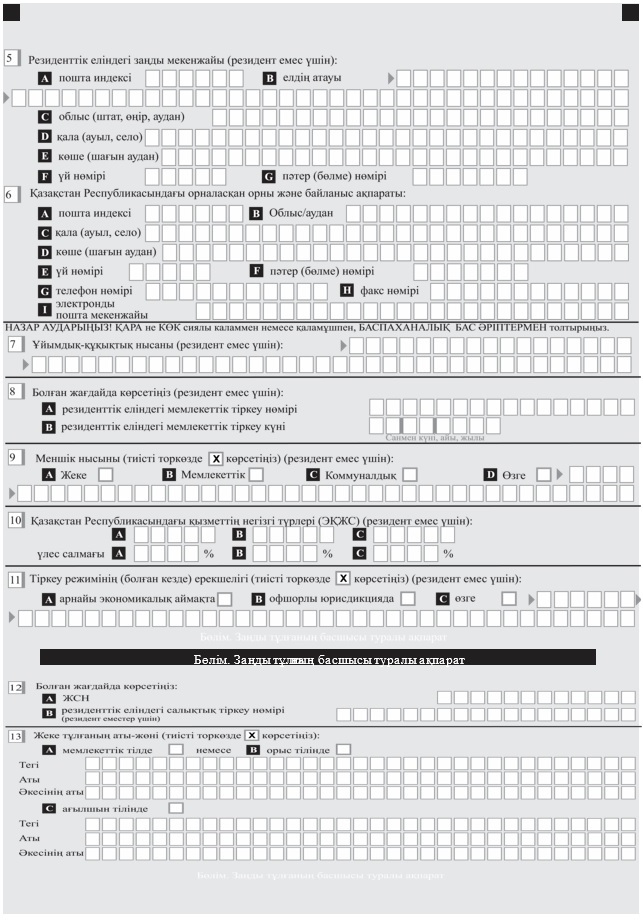 5 Резиденттік еліндегі заңды мекенжайы (резидент емес үшін):
A пошта индексі B елдің атауы
C облыс (штат, өңір, аудан)
D қала (ауыл, село)
E көше (шағын аудан)
F үй нөмірі G пәтер (бөлме) нөмірі
6 Қазақстан Республикасындағы орналасқан орны және байланыс ақпараты:
A пошта индексі B Облыс/аудан
C қала (ауыл, село)
D көше (шағын аудан)
E үй нөмірі F пәтер (бөлме) нөмірі
G телефон нөмірі H факс нөмірі
I электронды
пошта мекенжайы
НАЗАР АУДАРЫҢЫЗ! ҚАРА не КӨК сиялы каламмен немесе қаламұшпен, БАСПАХАНАЛЫҚ БАС ӘРІПТЕРМЕН толтырыңыз.
7 Ұйымдық-құқықтық нысаны (резидент емес үшін):
8 Болған жағдайда көрсетіңіз (резидент емес үшін):
A резиденттік еліндегі мемлекеттік тіркеу нөмірі
B резиденттік еліндегі мемлекеттік тіркеу күні
Санмен күні, айы, жылы
9 Меншік нысыны (тиісті торкөзде X көрсетіңіз) (резидент емес үшін):
A Жеке B Мемлекеттік C Коммуналдық D Өзге
10 Қазақстан Республикасындағы қызметтің негізгі түрлері (ЭҚЖС) (резидент емес үшін):
A B C
үлес салмағы A % B % C %
11 Тіркеу режимінің (болған кезде) ерекшелігі (тиісті торкөзде X көрсетіңіз) (резидент емес үшін):
A арнайы экономикалық аймақта B офшорлы юрисдикцияда C өзге
Бөлім. Заңды тұлғаның басшысы туралы ақпарат
Бөлім. Заңды тұлғаның басшысы туралы ақпарат
12 Болған жағдайда көрсетіңіз:
A ЖСН
B резиденттік еліндегі салықтық тіркеу нөмірі
(резидент еместер үшін)
13 Жеке тұлғаның аты-жөні (тиісті торкөзде X көрсетіңіз):
A мемлекеттік тілде немесе B орыс тілінде
Тегі
Аты
Әкесінің аты
C ағылшын тілінде
Тегі
Аты
Әкесінің аты
Бөлім. Заңды тұлғаның басшысы туралы ақпарат